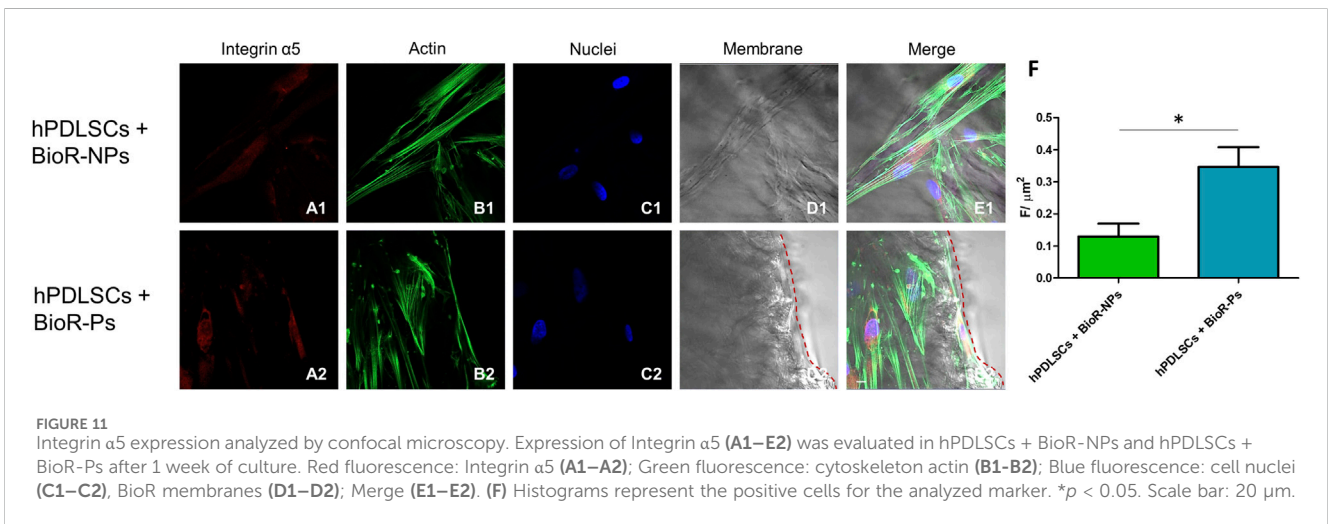 Integrin α5 Actin Nuclei Membrane Merge
hPDLSCs +
BioR-NPs
A1 B1 C1 D1 E1
hPDLSCs +
BioR-Ps
A2 B2 C2
F
F/ μm²
0.5
0.4
0.3
0.2
0.1
0.0
*
hPDLSCs + BioR-NPs
hPDLSCs + BioR-Ps
FIGURE 11
Integrin α5 expression analyzed by confocal microscopy. Expression of Integrin α5 (A1–E2) was evaluated in hPDLSCs + BioR-NPs and hPDLSCs +
BioR-Ps after 1 week of culture. Red fluorescence: Integrin α5 (A1–A2); Green fluorescence: cytoskeleton actin (B1-B2); Blue fluorescence: cell nuclei
(C1–C2), BioR membranes (D1–D2); Merge (E1–E2). (F) Histograms represent the positive cells for the analyzed marker. *p < 0.05. Scale bar: 20 μm.